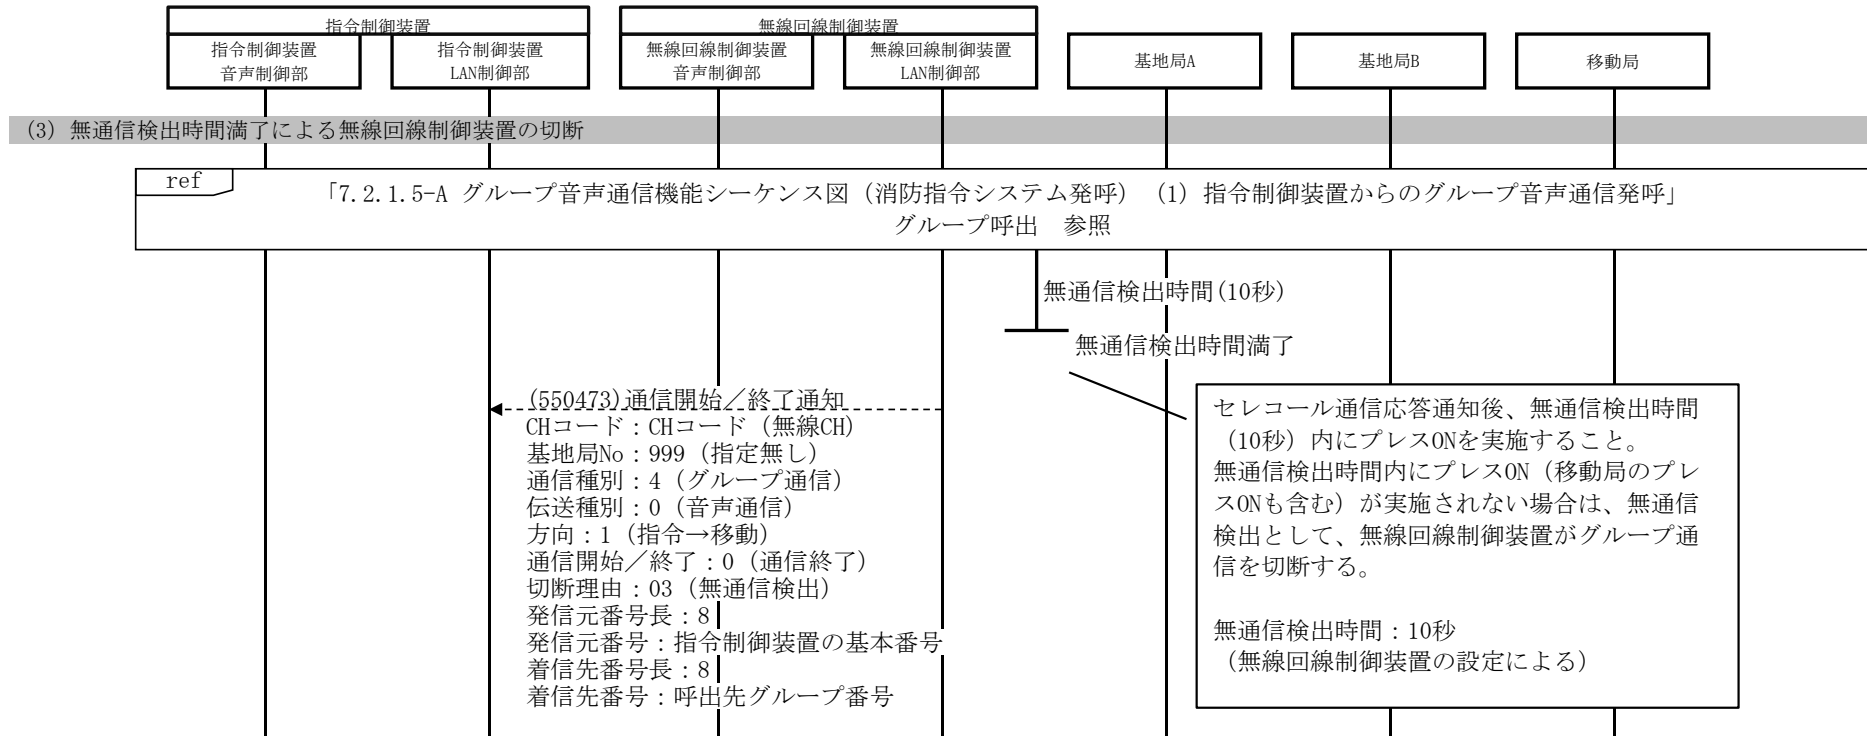 指令制御装置
無線回線制御装置
指令制御装置
音声制御部
指令制御装置
LAN制御部
無線回線制御装置
音声制御部
無線回線制御装置
LAN制御部
基地局A
基地局B
移動局
(3) 無通信検出時間満了による無線回線制御装置の切断
ref
「7.2.1.5-A グループ音声通信機能シーケンス図（消防指令システム発呼）（1）指令制御装置からのグループ音声通信発呼」
グループ呼出　参照
無通信検出時間(10秒)
無通信検出時間満了
(550473)通信開始／終了通知
CHコード：CHコード（無線CH）
基地局No：999（指定無し）
通信種別：4（グループ通信）
伝送種別：0（音声通信）
方向：1（指令→移動）
通信開始／終了：0（通信終了）
切断理由：03（無通信検出）
発信元番号長：8
発信元番号：指令制御装置の基本番号
着信先番号長：8
着信先番号：呼出先グループ番号
セレコール通信応答通知後、無通信検出時間
（10秒）内にプレスONを実施すること。
無通信検出時間内にプレスON（移動局のプレ
スONも含む）が実施されない場合は、無通信
検出として、無線回線制御装置がグループ通
信を切断する。
無通信検出時間：10秒
（無線回線制御装置の設定による）